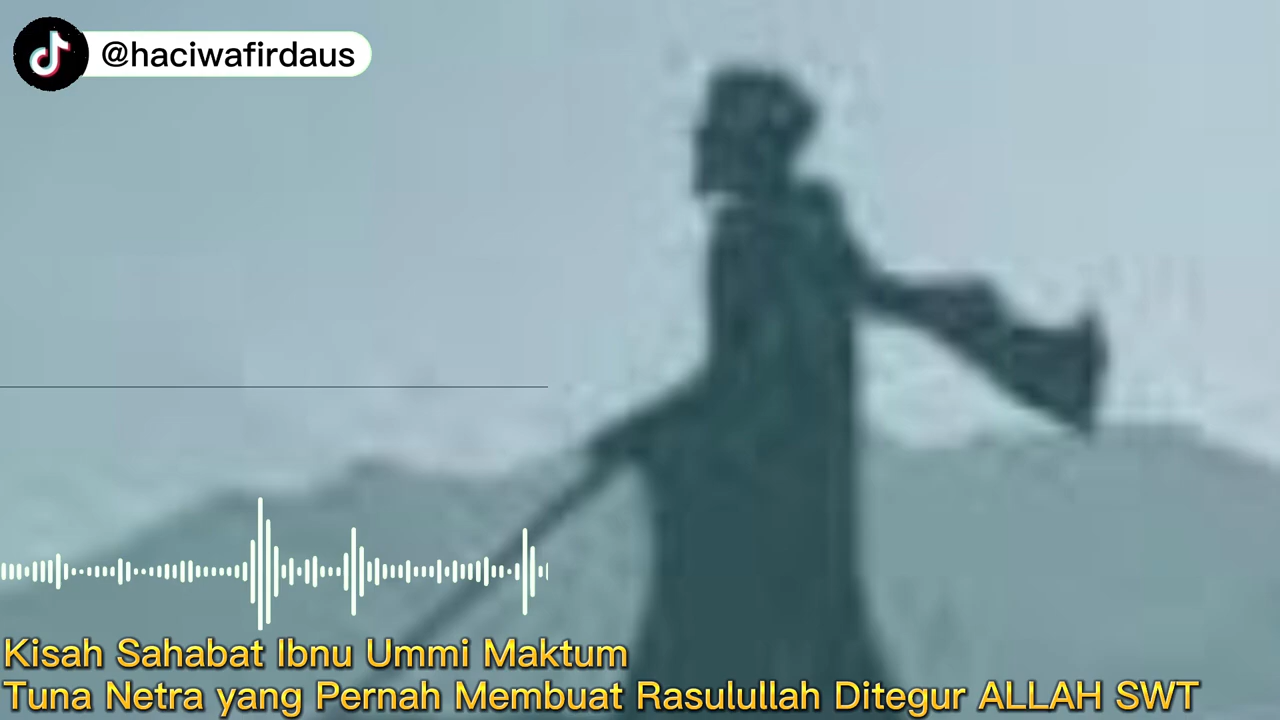 @haciwafirdaus
Kisah Sahabat Ibnu Ummi Maktum
Tuna Netra yang Pernah Membuat Rasulullah Ditegur ALLAH SWT